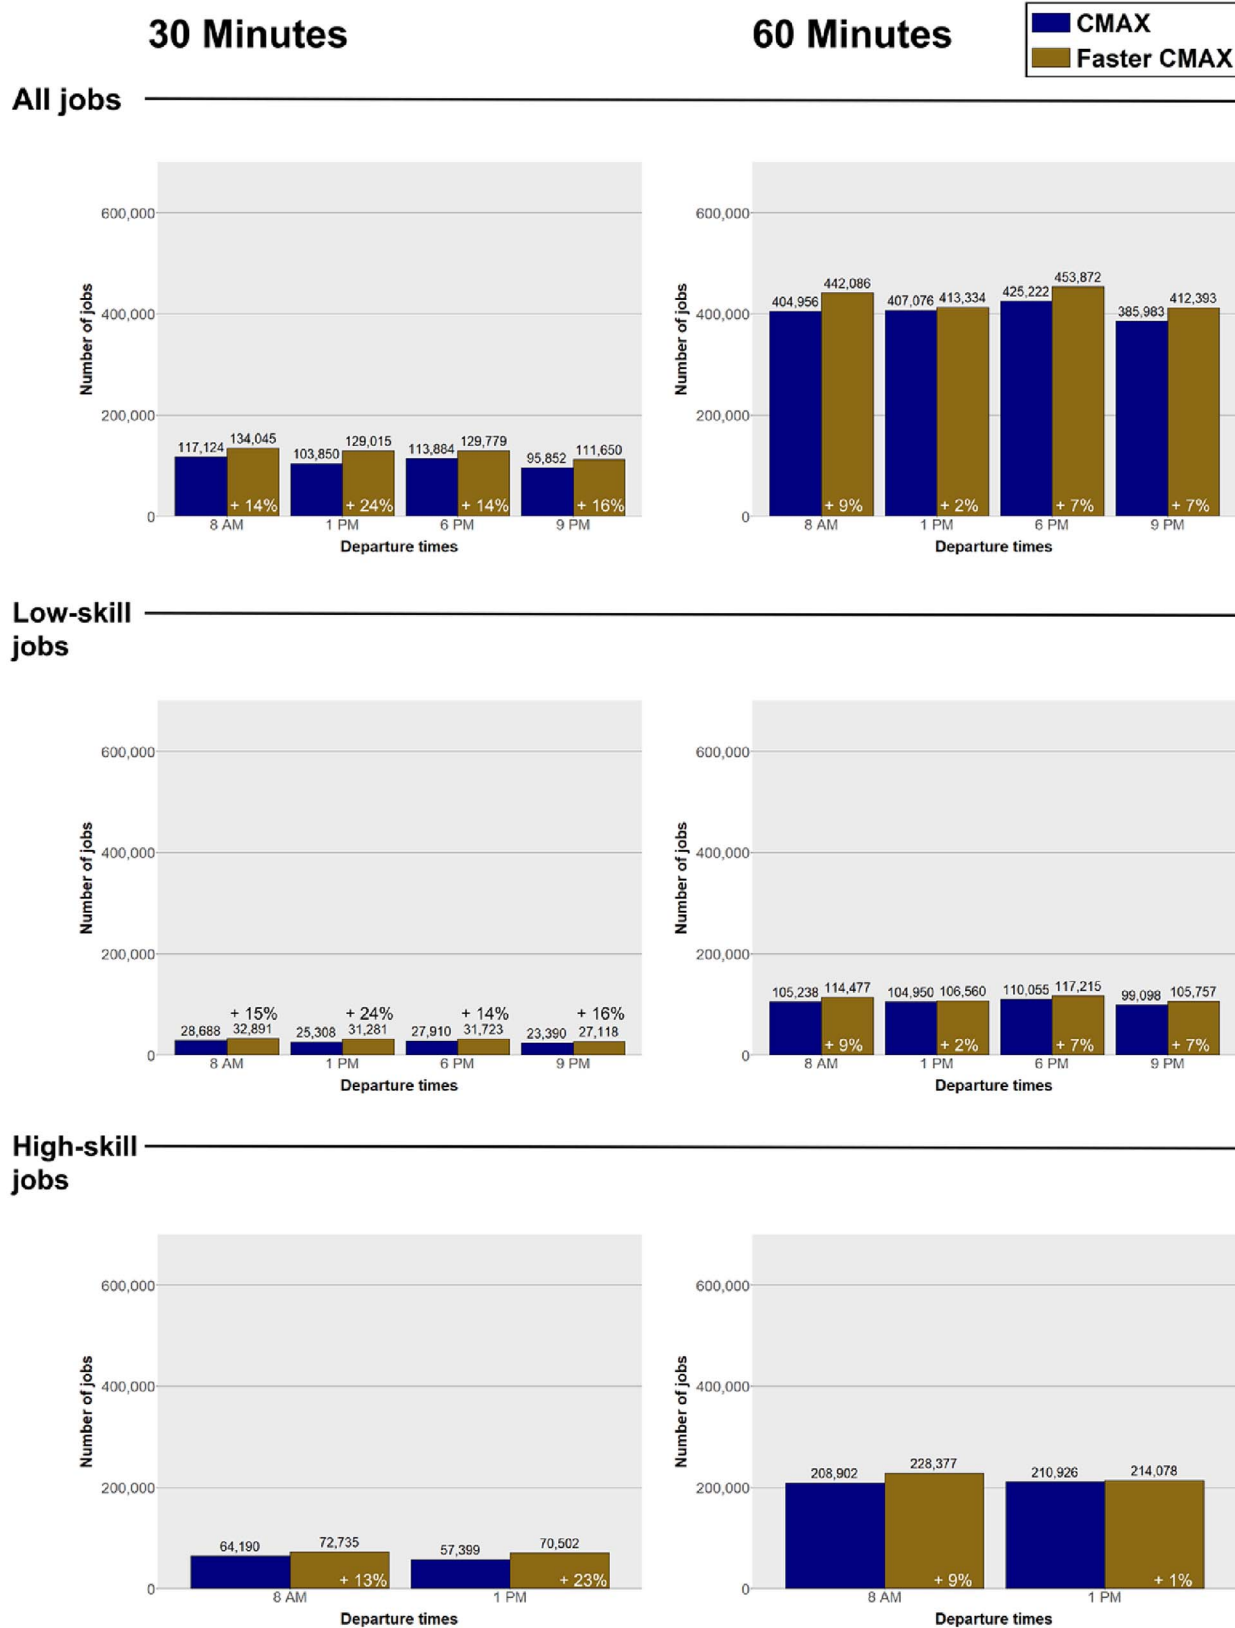 30 Minutes
60 Minutes
CMAX
Faster CMAX
All jobs
Number of jobs
600,000
400,000
200,000
0
117,124
134,045
103,850
129,015
113,884
129,779
95,852
111,650
+ 14%
+ 24%
+ 14%
+ 16%
8 AM
1 PM
6 PM
9 PM
Departure times
Number of jobs
600,000
400,000
200,000
0
404,956
442,086
407,076
413,334
425,222
453,872
385,983
412,393
+ 9%
+ 2%
+ 7%
+ 7%
8 AM
1 PM
6 PM
9 PM
Departure times
Low-skill
jobs
Number of jobs
600,000
400,000
200,000
0
+ 15%
+ 24%
+ 14%
+ 16%
28,688
32,891
25,308
31,281
27,910
31,723
23,390
27,118
8 AM
1 PM
6 PM
9 PM
Departure times
Number of jobs
600,000
400,000
200,000
0
105,238
114,477
104,950
106,560
110,055
117,215
99,098
105,757
+ 9%
+ 2%
+ 7%
+ 7%
8 AM
1 PM
6 PM
9 PM
Departure times
High-skill
jobs
Number of jobs
600,000
400,000
200,000
0
64,190
72,735
57,399
70,502
+ 13%
+ 23%
8 AM
1 PM
Departure times
Number of jobs
600,000
400,000
200,000
0
208,902
228,377
210,926
214,078
+ 9%
+ 1%
8 AM
1 PM
Departure times